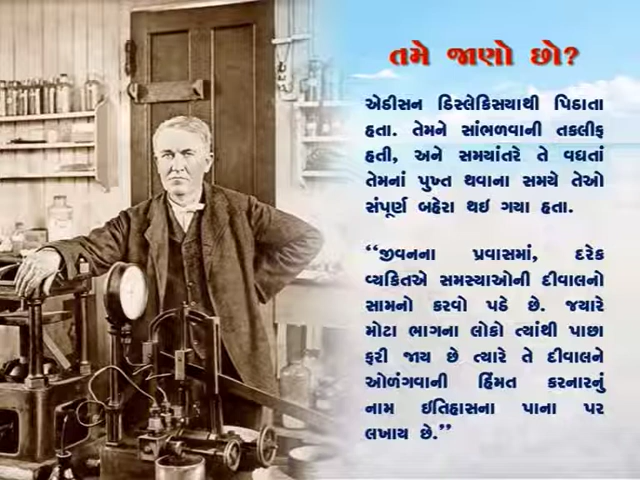 તમે જાણો છો?
એડીસન ડિસ્લેક્સિયાથી પિડાતા
હતા. તેમને સાંભળવાની તકલીફ
હતી, અને સમયાંતરે તે વધતાં
તેમનાં પુખ્ત થવાના સમયે તેઓ
સંપૂર્ણ બહેરા થઇ ગયા હતા.
“જીવનના પ્રવાસમાં, દરેક
વ્યકિતએ સમસ્યાઓની દીવાલનો
સામનો કરવો પડે છે. જયારે
મોટા ભાગના લોકો ત્યાંથી પાછા
ફરી જાય છે ત્યારે તે દીવાલને
ઓળંગવાની હિંમત કરનારનું
નામ ઇતિહાસના પાના પર
લખાય છે.”